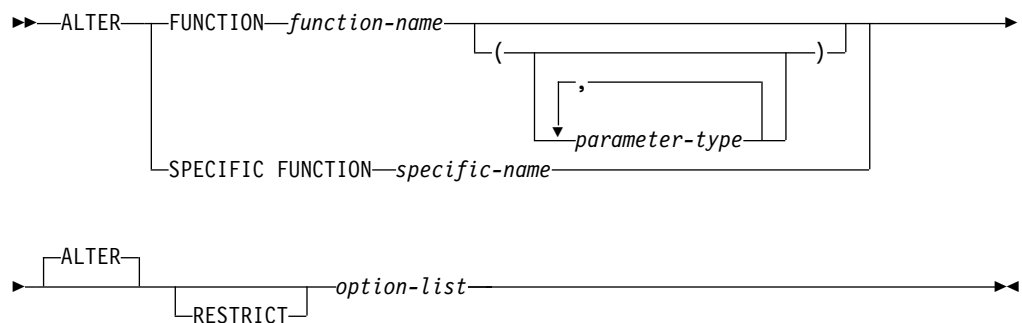 ALTER FUNCTION function-name
( )
,
parameter-type
SPECIFIC FUNCTION specific-name
ALTER
option-list
RESTRICT